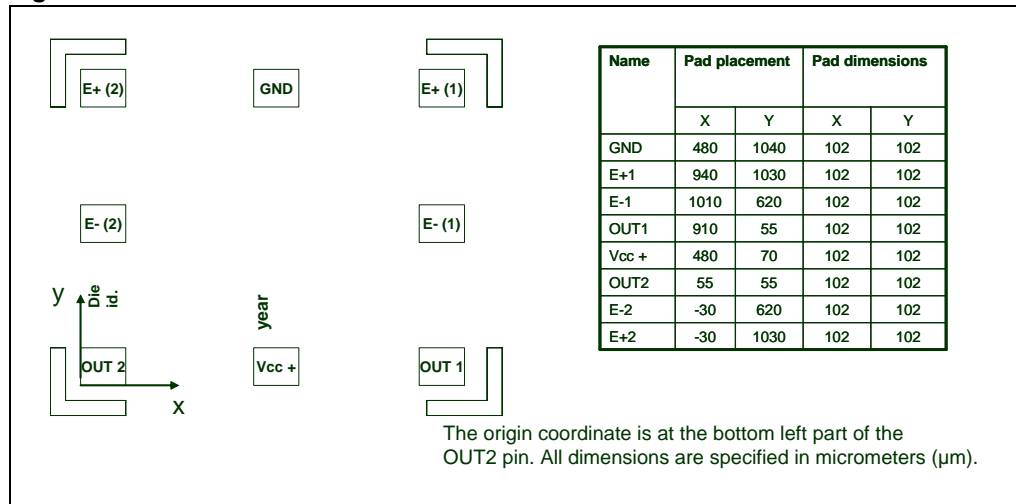 E+ (2) GND E+ (1)
E- (2) E- (1)
y Die id. year
OUT 2 Vcc + OUT 1
x
Name Pad placement Pad dimensions
X Y X Y
GND 480 1040 102 102
E+1 940 1030 102 102
E-1 1010 620 102 102
OUT1 910 55 102 102
Vcc + 480 70 102 102
OUT2 55 55 102 102
E-2 -30 620 102 102
E+2 -30 1030 102 102
The origin coordinate is at the bottom left part of the
OUT2 pin. All dimensions are specified in micrometers (µm).